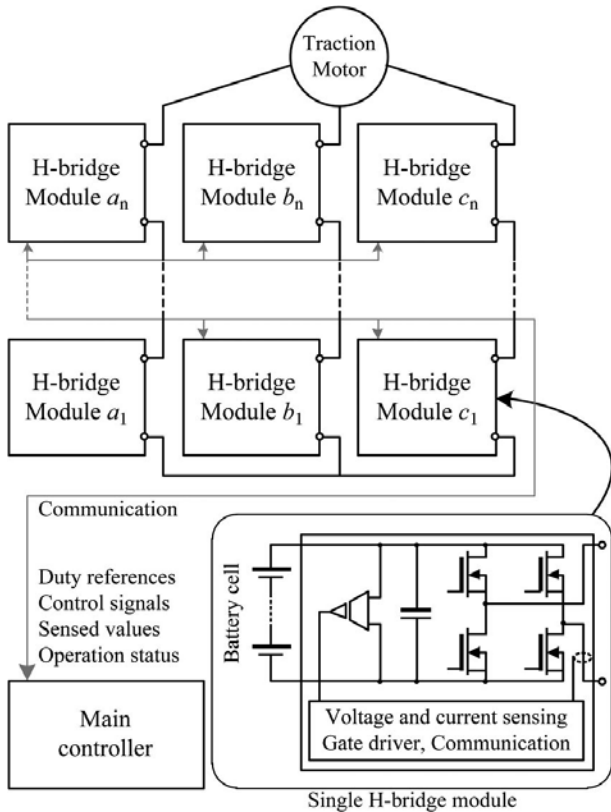 Traction
Motor
H-bridge
Module aₙ
H-bridge
Module bₙ
H-bridge
Module cₙ
H-bridge
Module a₁
H-bridge
Module b₁
H-bridge
Module c₁
Communication
Duty references
Control signals
Sensed values
Operation status
Main
controller
Battery cell
Voltage and current sensing
Gate driver, Communication
Single H-bridge module